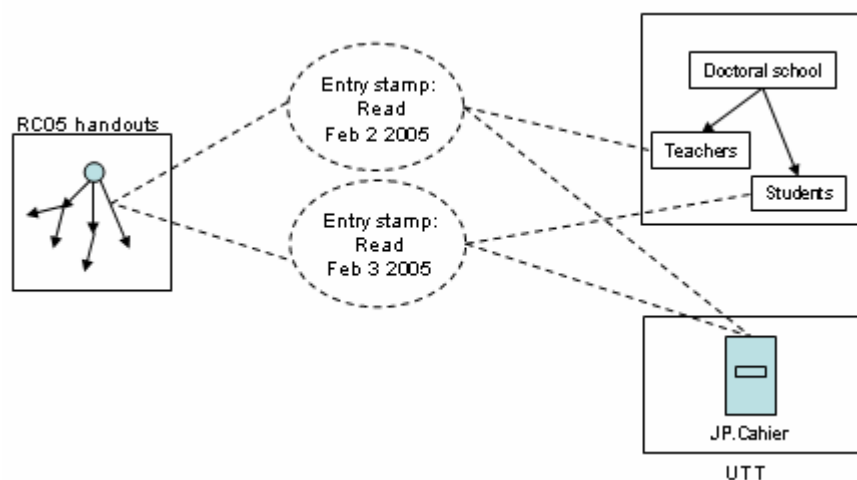 RC05 handouts
Entry stamp:
Read
Feb 2 2005
Entry stamp:
Read
Feb 3 2005
Doctoral school
Teachers
Students
JP.Cahier
UTT